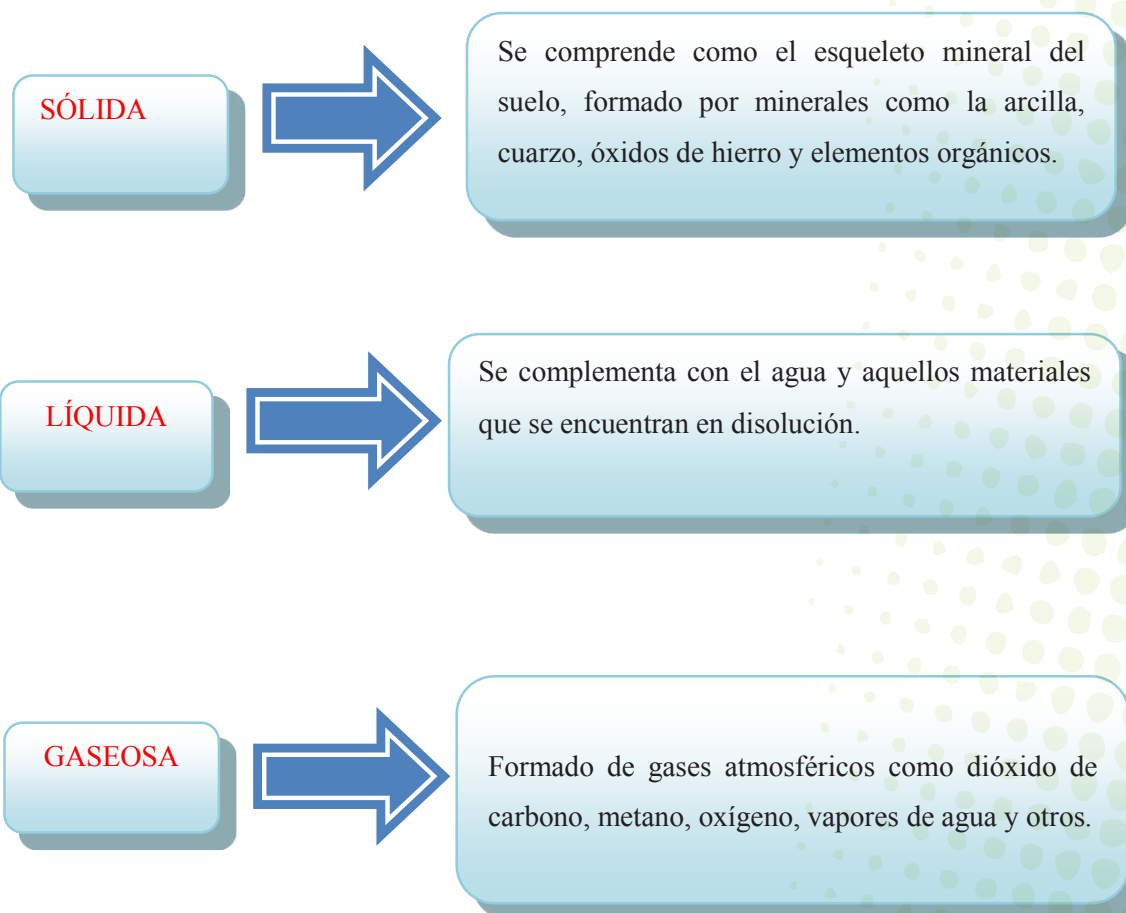 SÓLIDA
Se comprende como el esqueleto mineral del
suelo, formado por minerales como la arcilla,
cuarzo, óxidos de hierro y elementos orgánicos.
LÍQUIDA
Se complementa con el agua y aquellos materiales
que se encuentran en disolución.
GASEOSA
Formado de gases atmosféricos como dióxido de
carbono, metano, oxígeno, vapores de agua y otros.